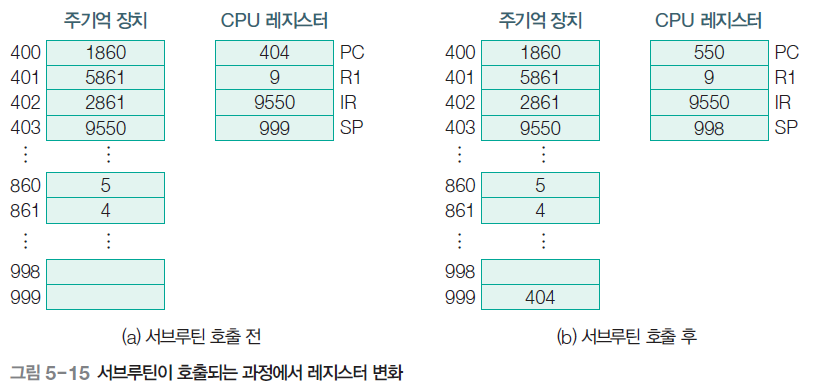 주기억 장치 CPU 레지스터
400 1860 404 PC
401 5861 9 R1
402 2861 9550 IR
403 9550 999 SP
⋮ ⋮
860 5
861 4
⋮ ⋮
998
999
(a) 서브루틴 호출 전
주기억 장치 CPU 레지스터
400 1860 550 PC
401 5861 9 R1
402 2861 9550 IR
403 9550 998 SP
⋮ ⋮
860 5
861 4
⋮ ⋮
998
999 404
(b) 서브루틴 호출 후
그림 5-15 서브루틴이 호출되는 과정에서 레지스터 변화